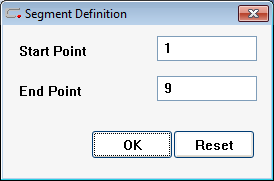 Segment Definition
Start Point 1
End Point 9
OK Reset